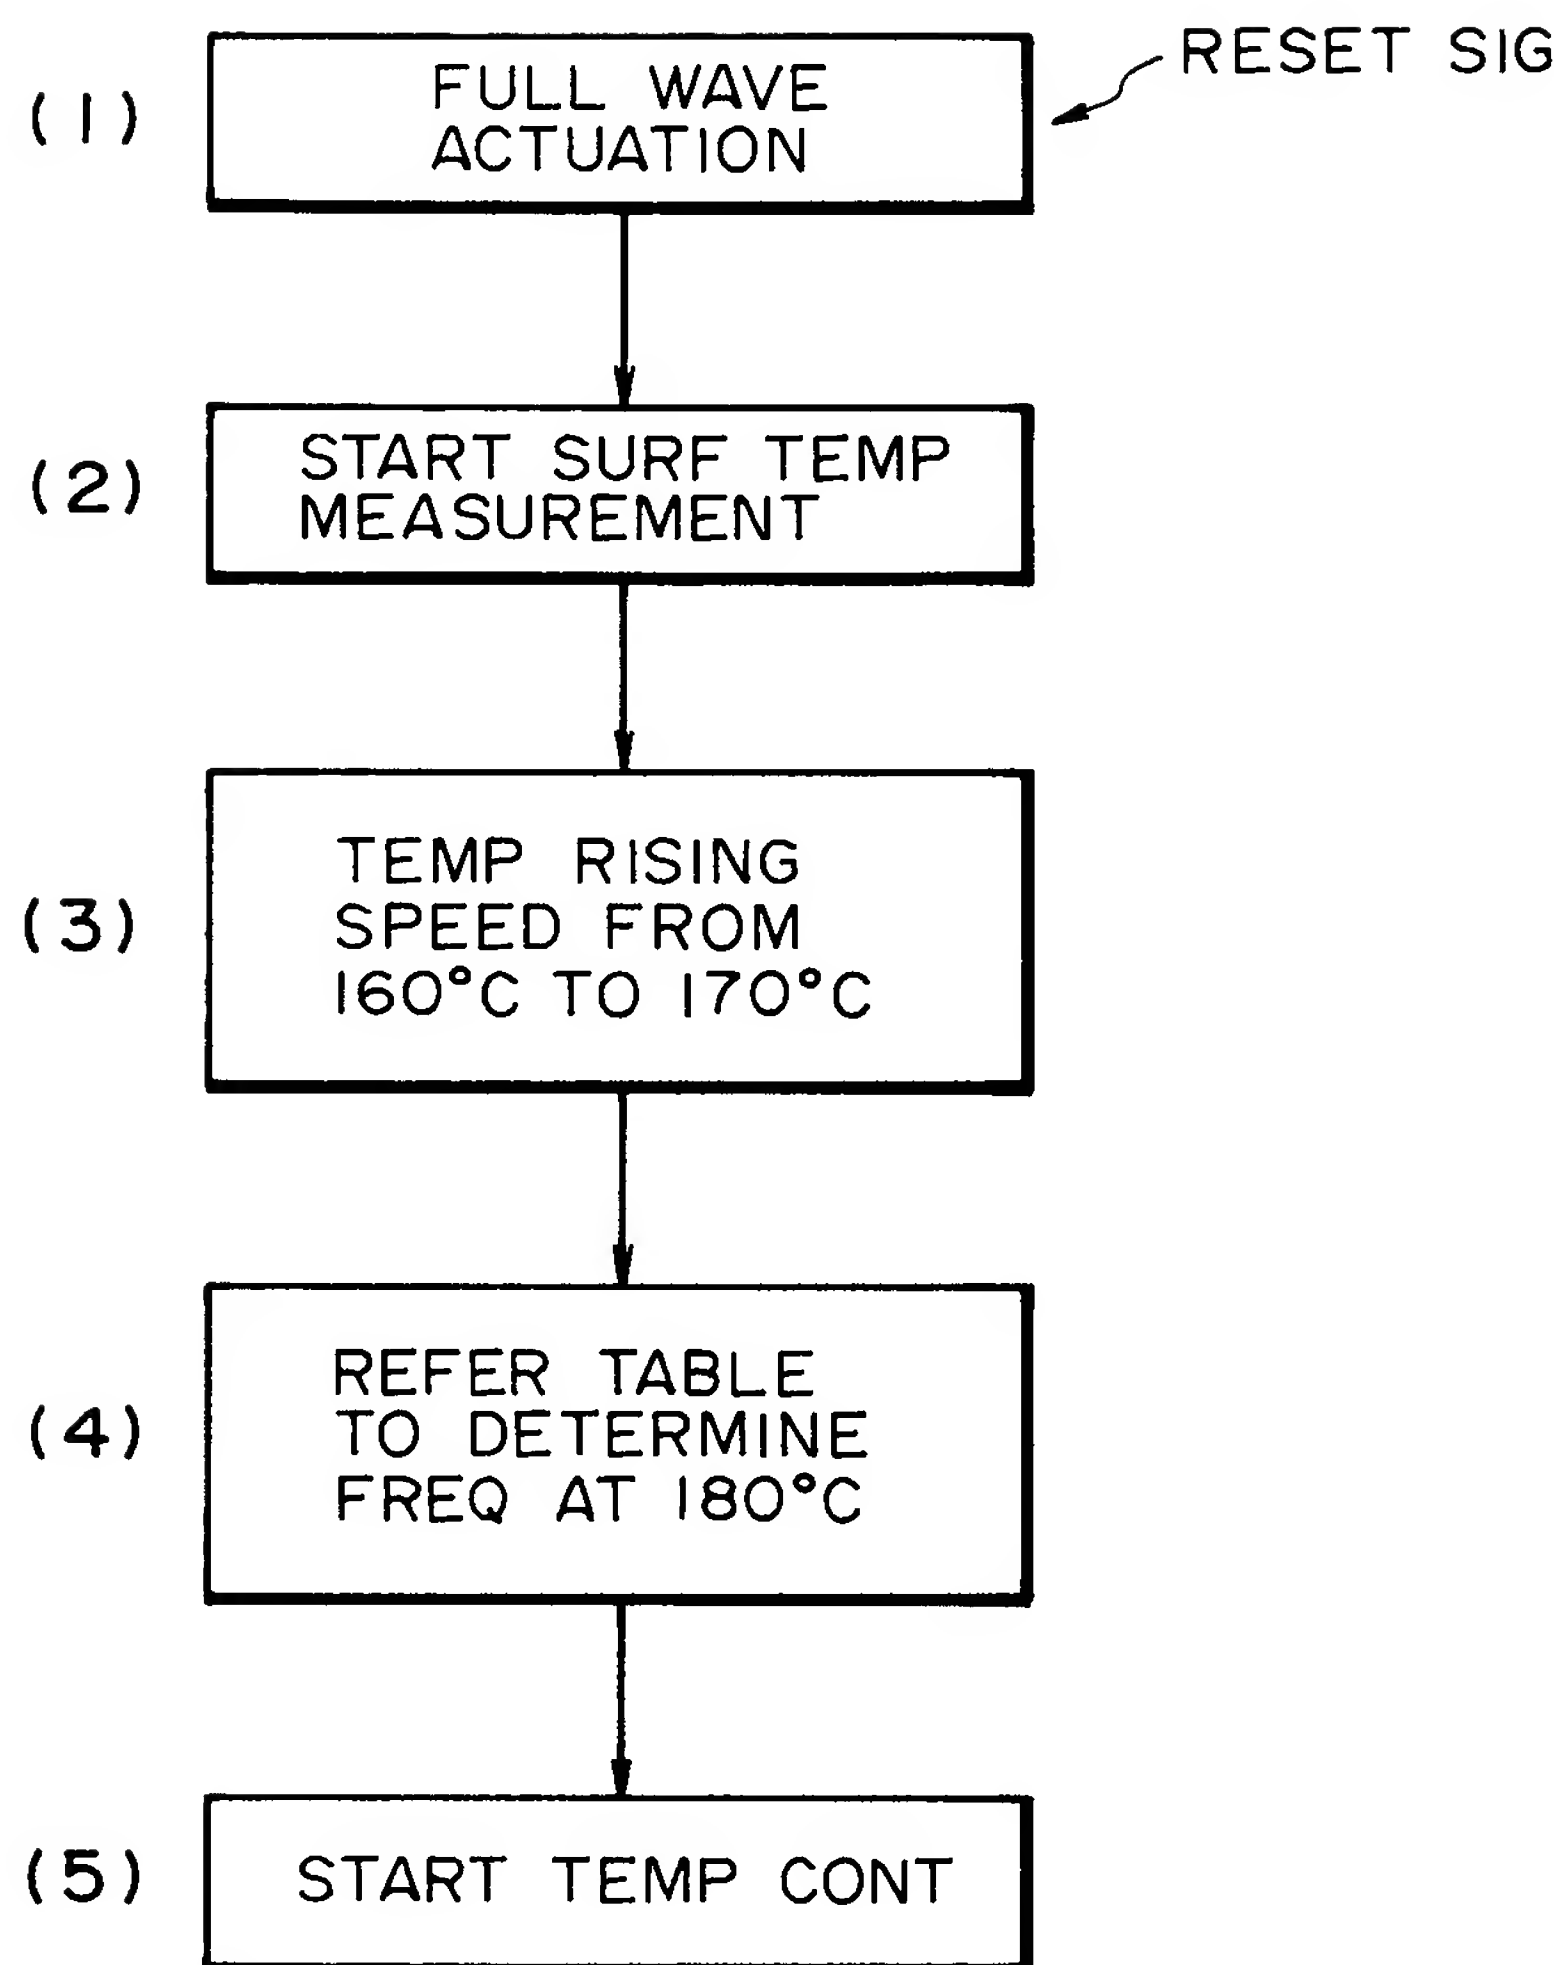 RESET SIG
(1)
FULL WAVE
ACTUATION
(2)
START SURF TEMP
MEASUREMENT
(3)
TEMP RISING
SPEED FROM
160°C TO 170°C
(4)
REFER TABLE
TO DETERMINE
FREQ AT 180°C
(5)
START TEMP CONT